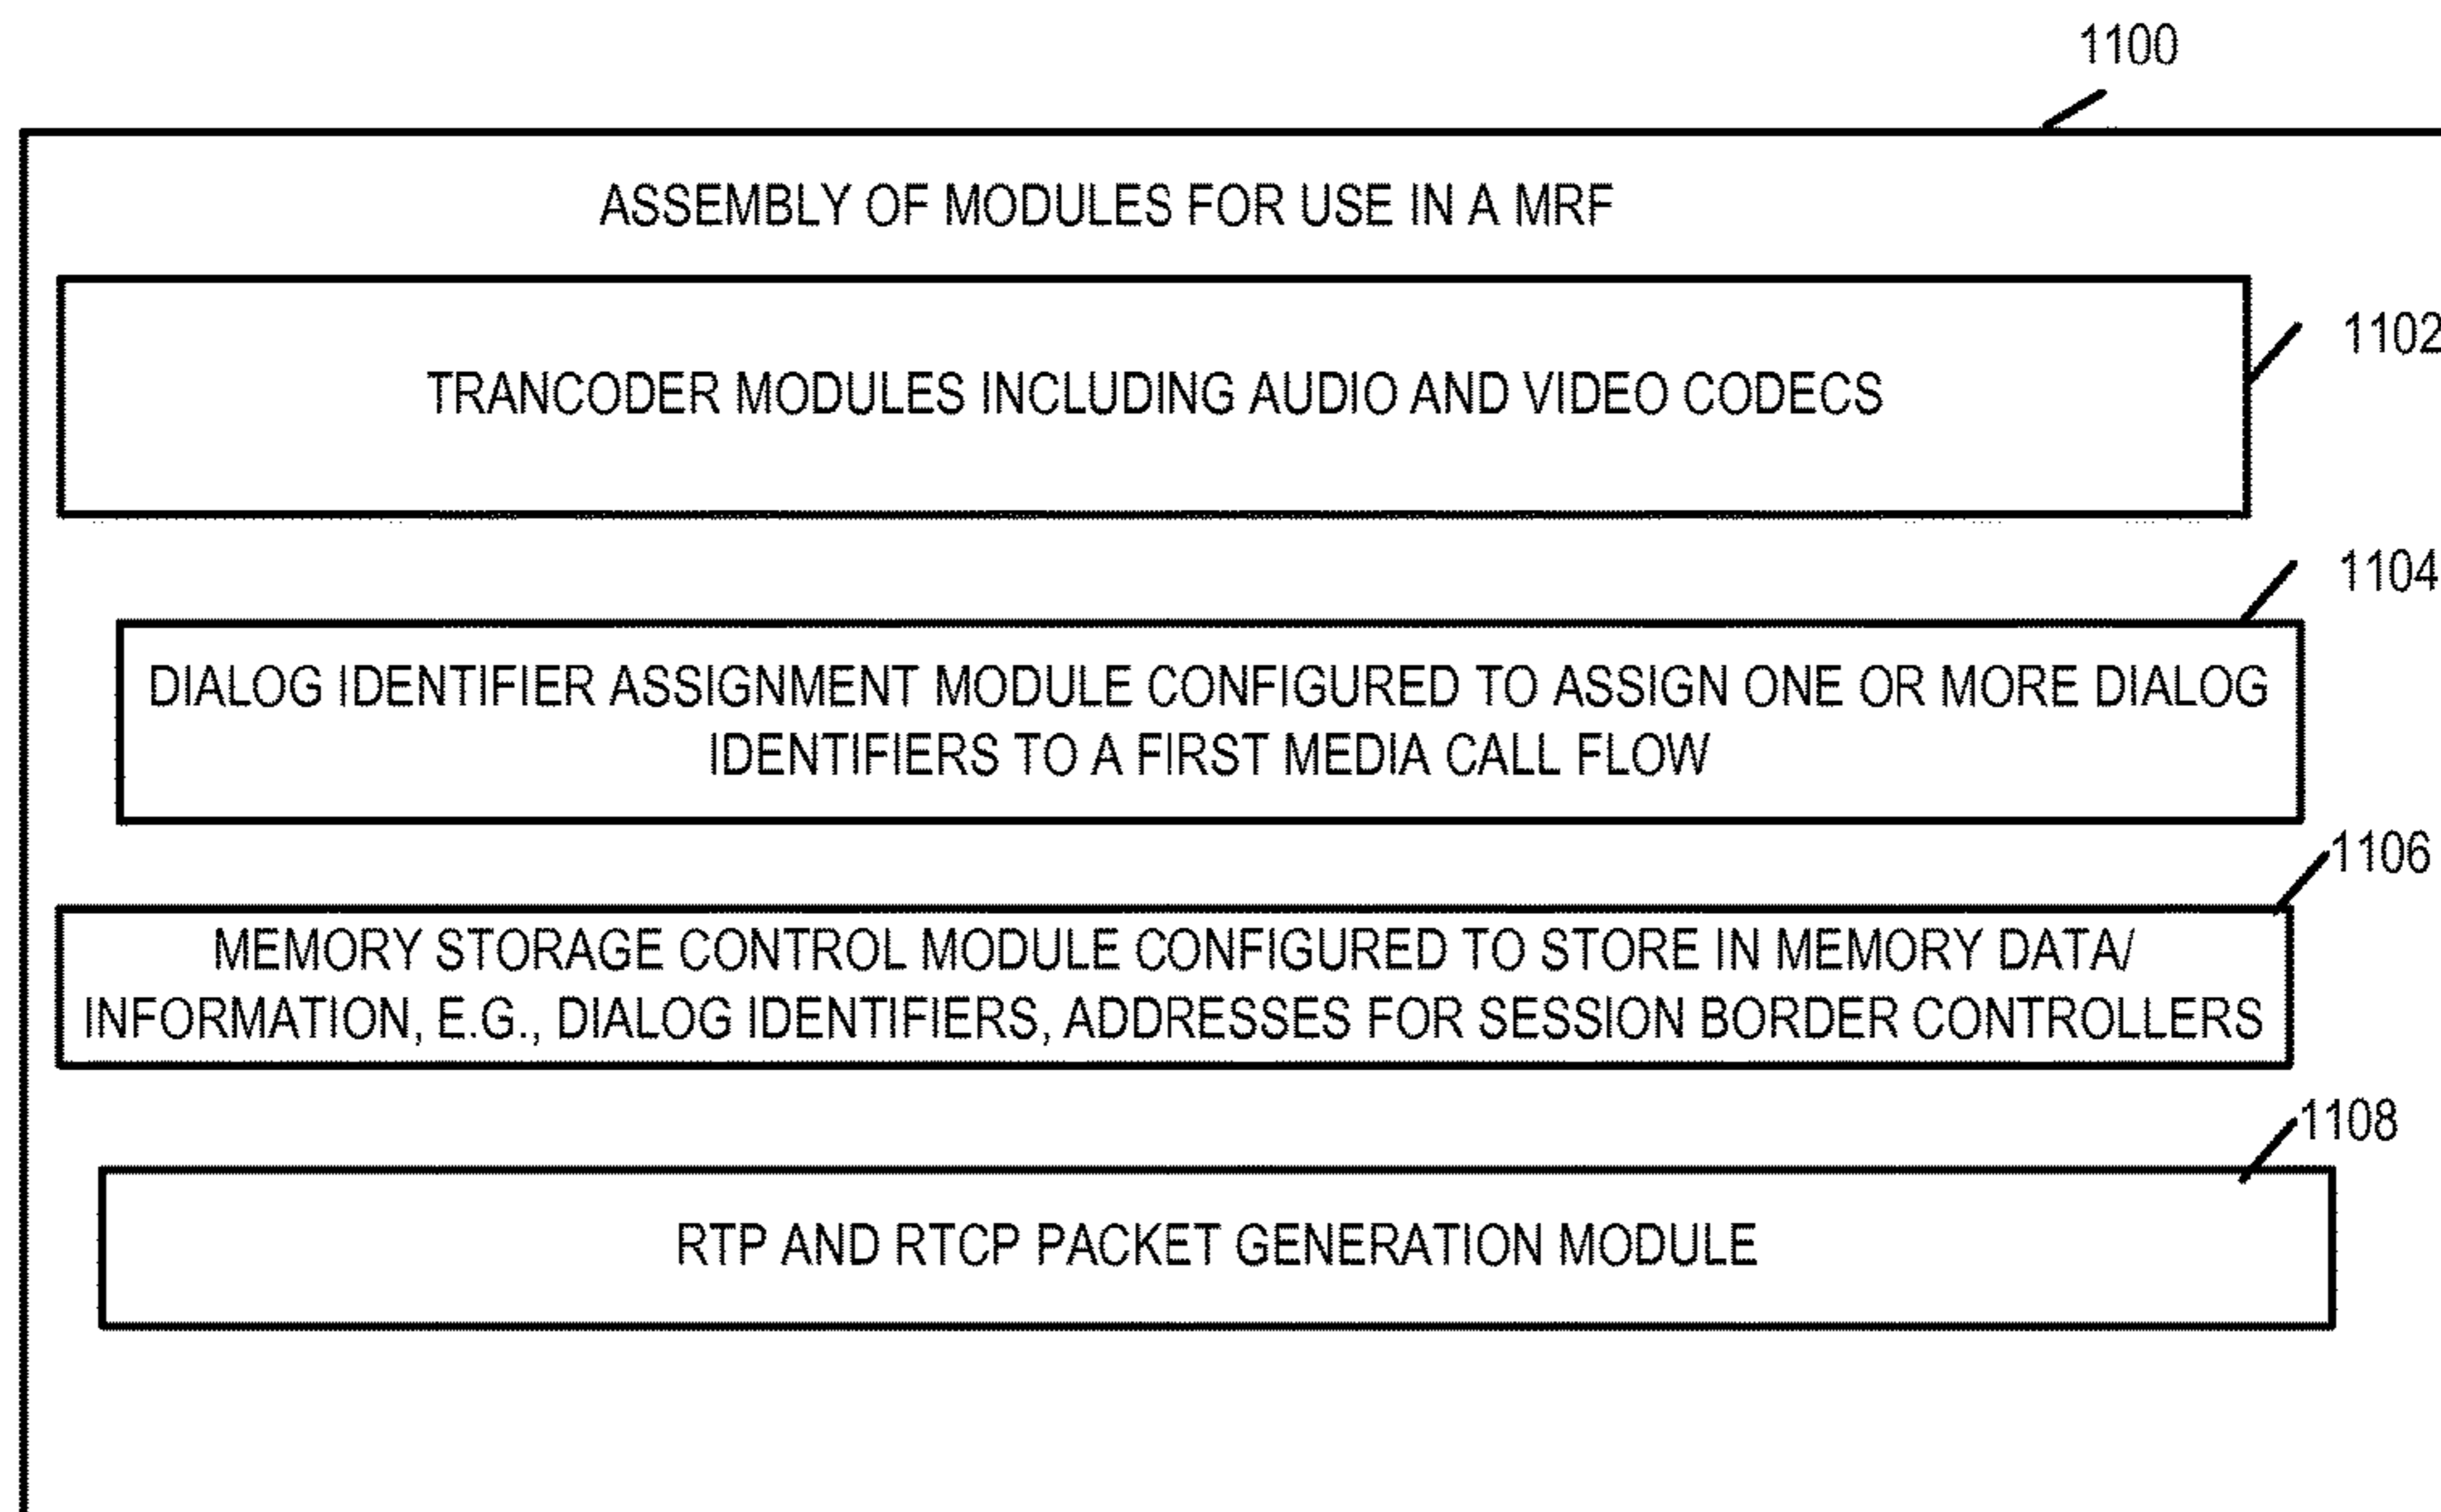 1100
ASSEMBLY OF MODULES FOR USE IN A MRF
1102
TRANCODER MODULES INCLUDING AUDIO AND VIDEO CODECS
1104
DIALOG IDENTIFIER ASSIGNMENT MODULE CONFIGURED TO ASSIGN ONE OR MORE DIALOG
IDENTIFIERS TO A FIRST MEDIA CALL FLOW
1106
MEMORY STORAGE CONTROL MODULE CONFIGURED TO STORE IN MEMORY DATA/
INFORMATION, E.G., DIALOG IDENTIFIERS, ADDRESSES FOR SESSION BORDER CONTROLLERS
1108
RTP AND RTCP PACKET GENERATION MODULE